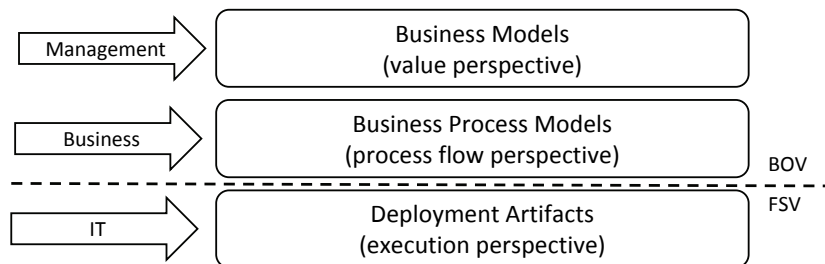 Management
Business Models
(value perspective)
Business
Business Process Models
(process flow perspective)
BOV
FSV
IT
Deployment Artifacts
(execution perspective)